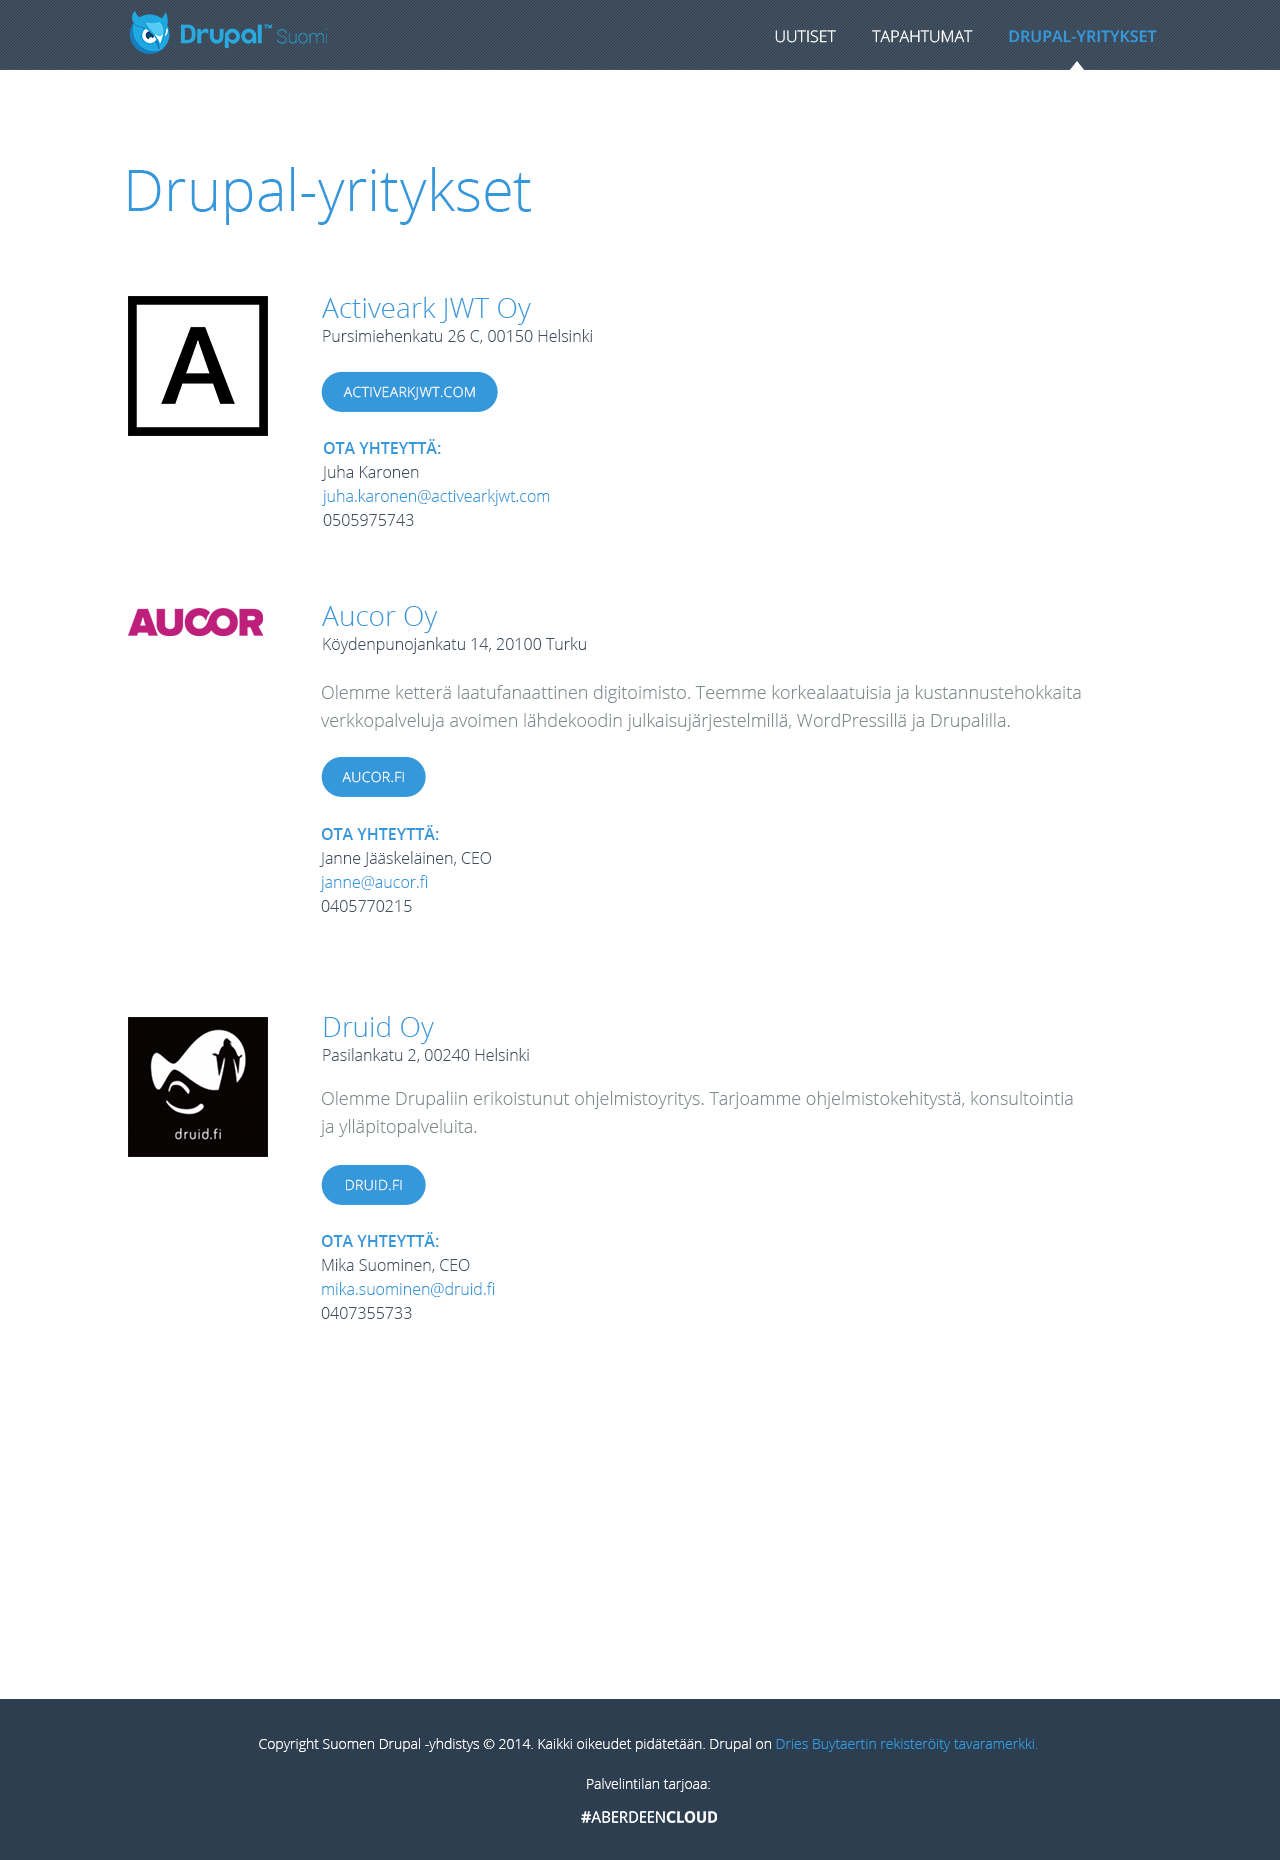 Drupal™ Suomi
UUTISET TAPAHTUMAT DRUPAL-YRITYKSET
Drupal-yritykset
A
Activeark JWT Oy
Pursimiehenkatu 26 C, 00150 Helsinki
ACTIVEARKJWT.COM
OTA YHTEYTTÄ:
Juha Karonen
juha.karonen@activearkjwt.com
0505975743
AUCOR
Aucor Oy
Köydenpunojankatu 14, 20100 Turku
Olemme ketterä laatufanaattinen digitoimisto. Teemme korkealaatuisia ja kustannustehokkaita
verkkopalveluja avoimen lähdekoodin julkaisujärjestelmillä, WordPressillä ja Drupalilla.
AUCOR.FI
OTA YHTEYTTÄ:
Janne Jääskeläinen, CEO
janne@aucor.fi
0405770215
druid.fi
Druid Oy
Pasilankatu 2, 00240 Helsinki
Olemme Drupaliin erikoistunut ohjelmistoyritys. Tarjoamme ohjelmistokehitystä, konsultointia
ja ylläpitopalveluita.
DRUID.FI
OTA YHTEYTTÄ:
Mika Suominen, CEO
mika.suominen@druid.fi
0407355733
Copyright Suomen Drupal -yhdistys © 2014. Kaikki oikeudet pidätetään. Drupal on Dries Buytaertin rekisteröity tavaramerkki.
Palvelintilan tarjoaa:
#ABERDEENCLOUD